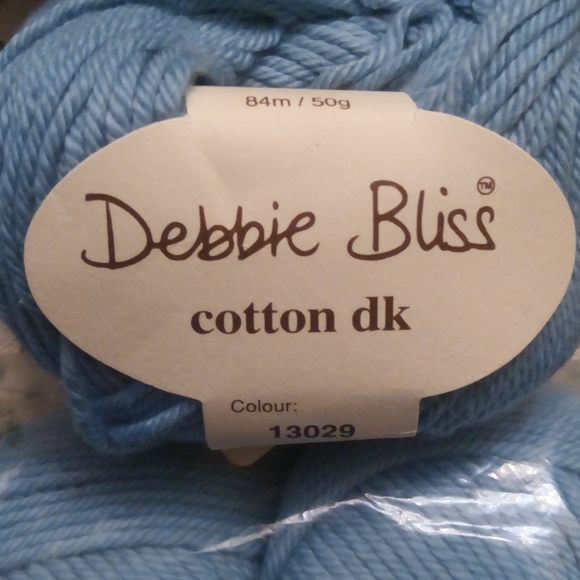 84m / 50g
Debbie Bliss™
cotton dk
Colour:
13029